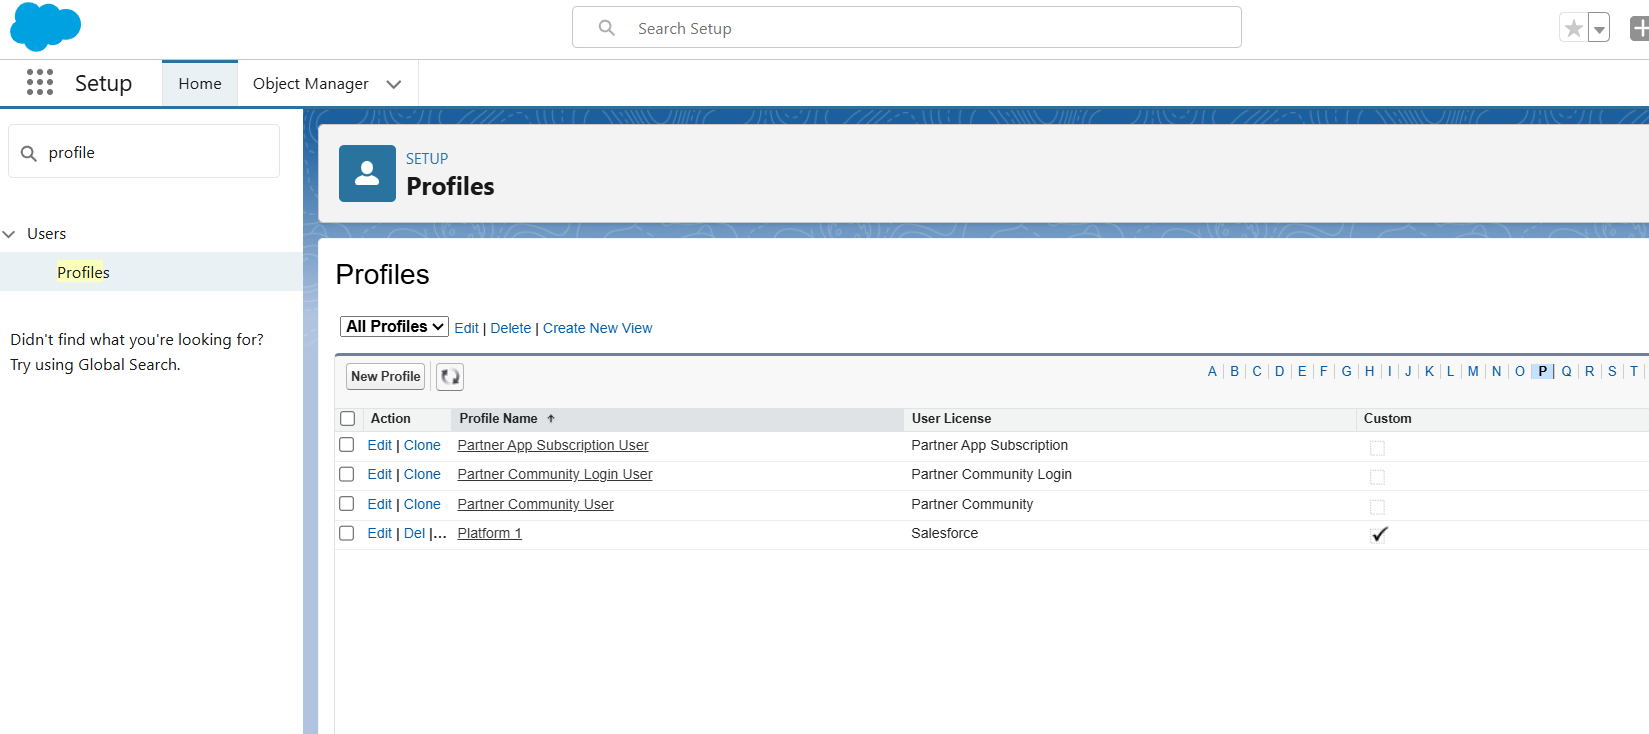 Search Setup
Setup Home Object Manager
profile
SETUP
Profiles
Users
Profiles
Didn't find what you're looking for?
Try using Global Search.
Profiles
All Profiles Edit | Delete | Create New View
New Profile A B C D E F G H I J K L M N O P Q R S T
Action Profile Name User License Custom
Edit | Clone Partner App Subscription User Partner App Subscription
Edit | Clone Partner Community Login User Partner Community Login
Edit | Clone Partner Community User Partner Community
Edit | Del |... Platform 1 Salesforce